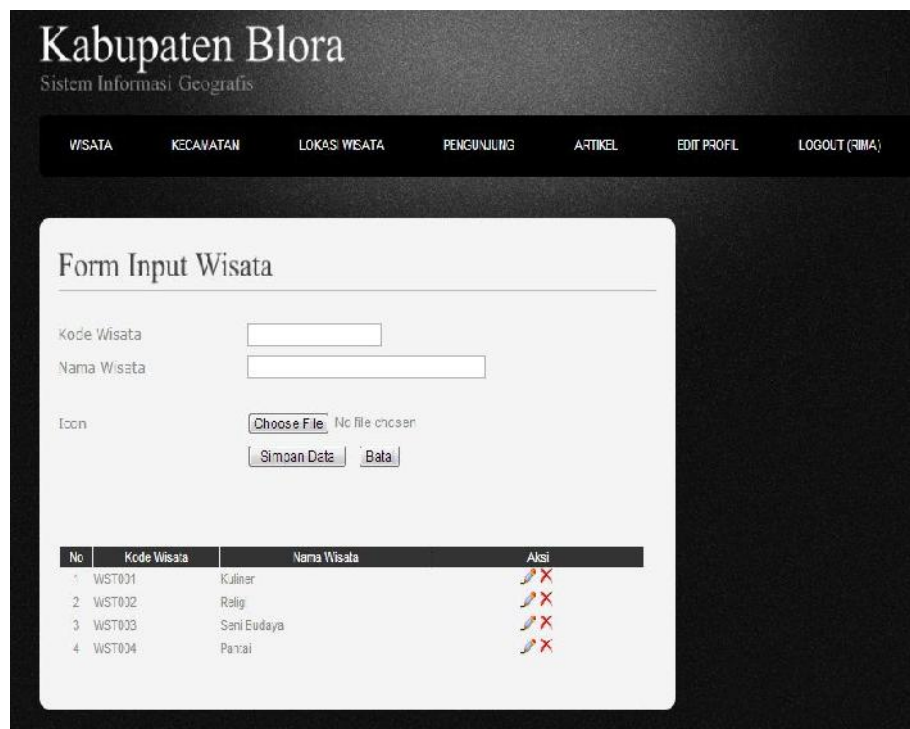 Kabupaten Blora
Sistem Informasi Geografis
WISATA KECAMATAN LOKASI WISATA PENGUNJUNG ARTIKEL EDIT PROFIL LOGOUT (RIMA)
Form Input Wisata
Kode Wisata
Nama Wisata
Icon Choose File No file chosen
Simpan Data Bata
No Kode Wisata Nama Wisata Aksi
1 WST001 Kuliner
2 WST002 Religi
3 WST003 Seni Budaya
4 WST004 Pantai